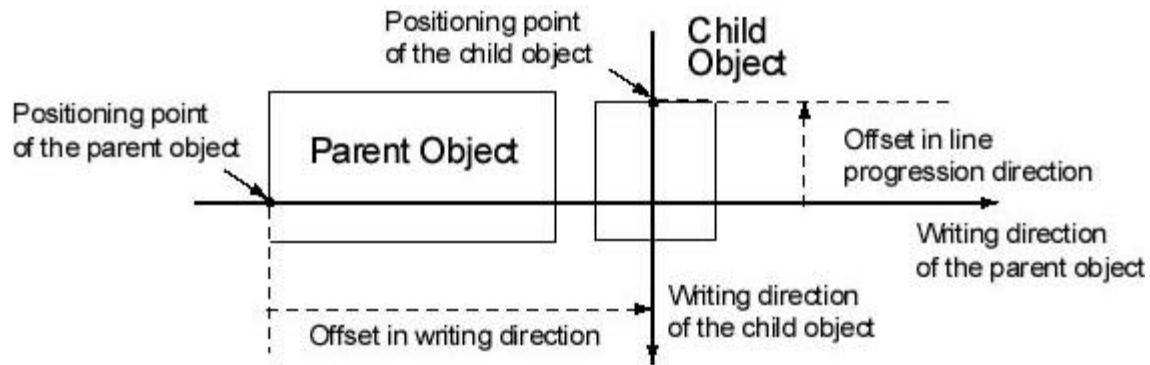 Positioning point
of the child object
Child
Object
Positioning point
of the parent object
Parent Object
Offset in line
progression direction
Writing direction
of the parent object
Offset in writing direction
Writing direction
of the child object